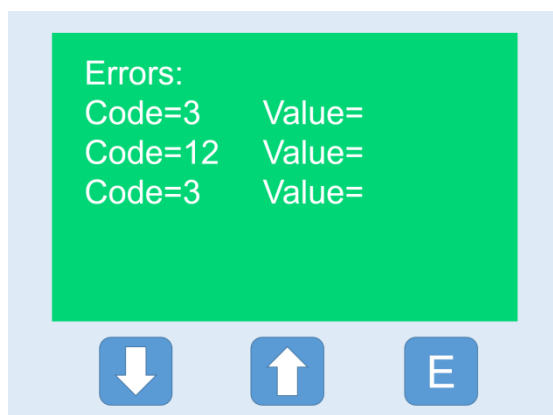 Errors:
Code=3 Value=
Code=12 Value=
Code=3 Value=
E